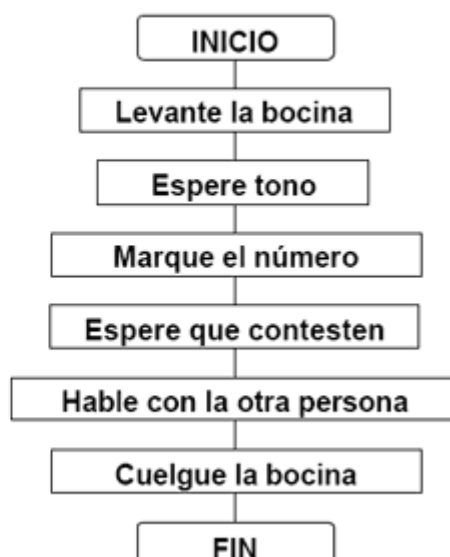 INICIO
Levante la bocina
Espere tono
Marque el número
Espere que contesten
Hable con la otra persona
Cuelgue la bocina
FIN